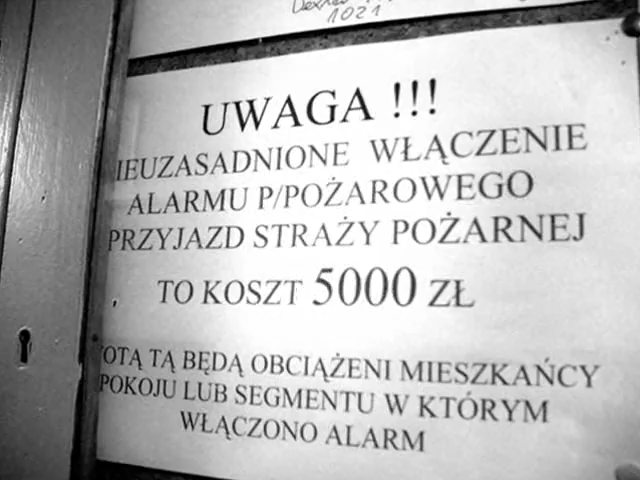 1021
UWAGA !!!
IEUZASADNIONE WŁĄCZENIE
ALARMU P/POŻAROWEGO
PRZYJAZD STRAŻY POŻARNEJ
TO KOSZT 5000 ZŁ
OTĄ TĄ BĘDĄ OBCIĄŻENI MIESZKAŃCY
POKOJU LUB SEGMENTU W KTÓRYM
WŁĄCZONO ALARM